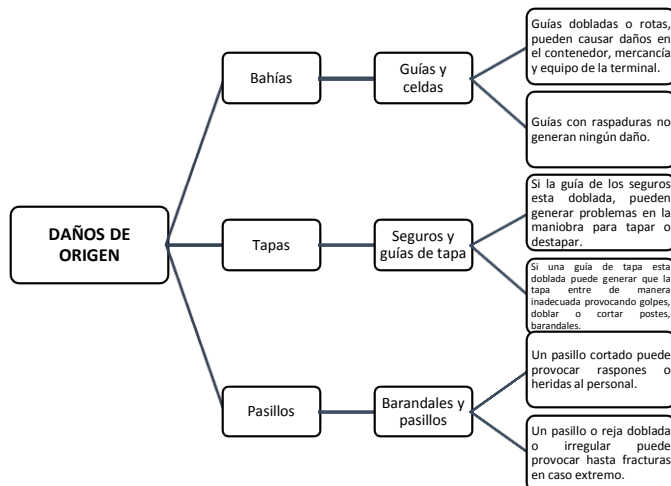 DAÑOS DE
ORIGEN
Bahías
Guías y
celdas
Guías dobladas o rotas,
pueden causar daños en
el contenedor, mercancía
y equipo de la terminal.
Guías con raspaduras no
generan ningún daño.
Tapas
Seguros y
guías de tapa
Si la guía de los seguros
esta doblada, pueden
generar problemas en la
maniobra para tapar o
destapar.
Si una guía de tapa esta
doblada puede generar que la
tapa entre de manera
inadecuada provocando golpes,
doblar o cortar postes,
barandales.
Pasillos
Barandales y
pasillos
Un pasillo cortado puede
provocar raspones o
heridas al personal.
Un pasillo o reja doblada
o irregular puede
provocar hasta fracturas
en caso extremo.